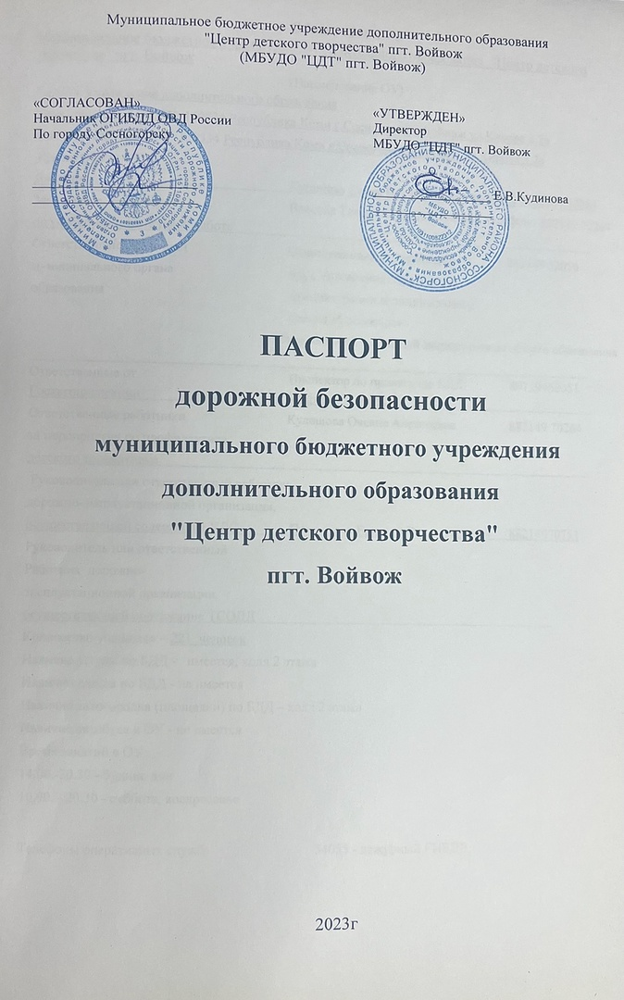 Муниципальное бюджетное учреждение дополнительного образования
"Центр детского творчества" пгт. Войвож
(МБУДО "ЦДТ" пгт. Войвож)
«СОГЛАСОВАН»
Начальник ОГИБДД ОВД России
По городу Сосногорску
«УТВЕРЖДЕН»
Директор
МБУДО "ЦДТ" пгт. Войвож
Е.В.Кудинова
ПАСПОРТ
дорожной безопасности
муниципального бюджетного учреждения
дополнительного образования
"Центр детского творчества"
пгт. Войвож
2023г